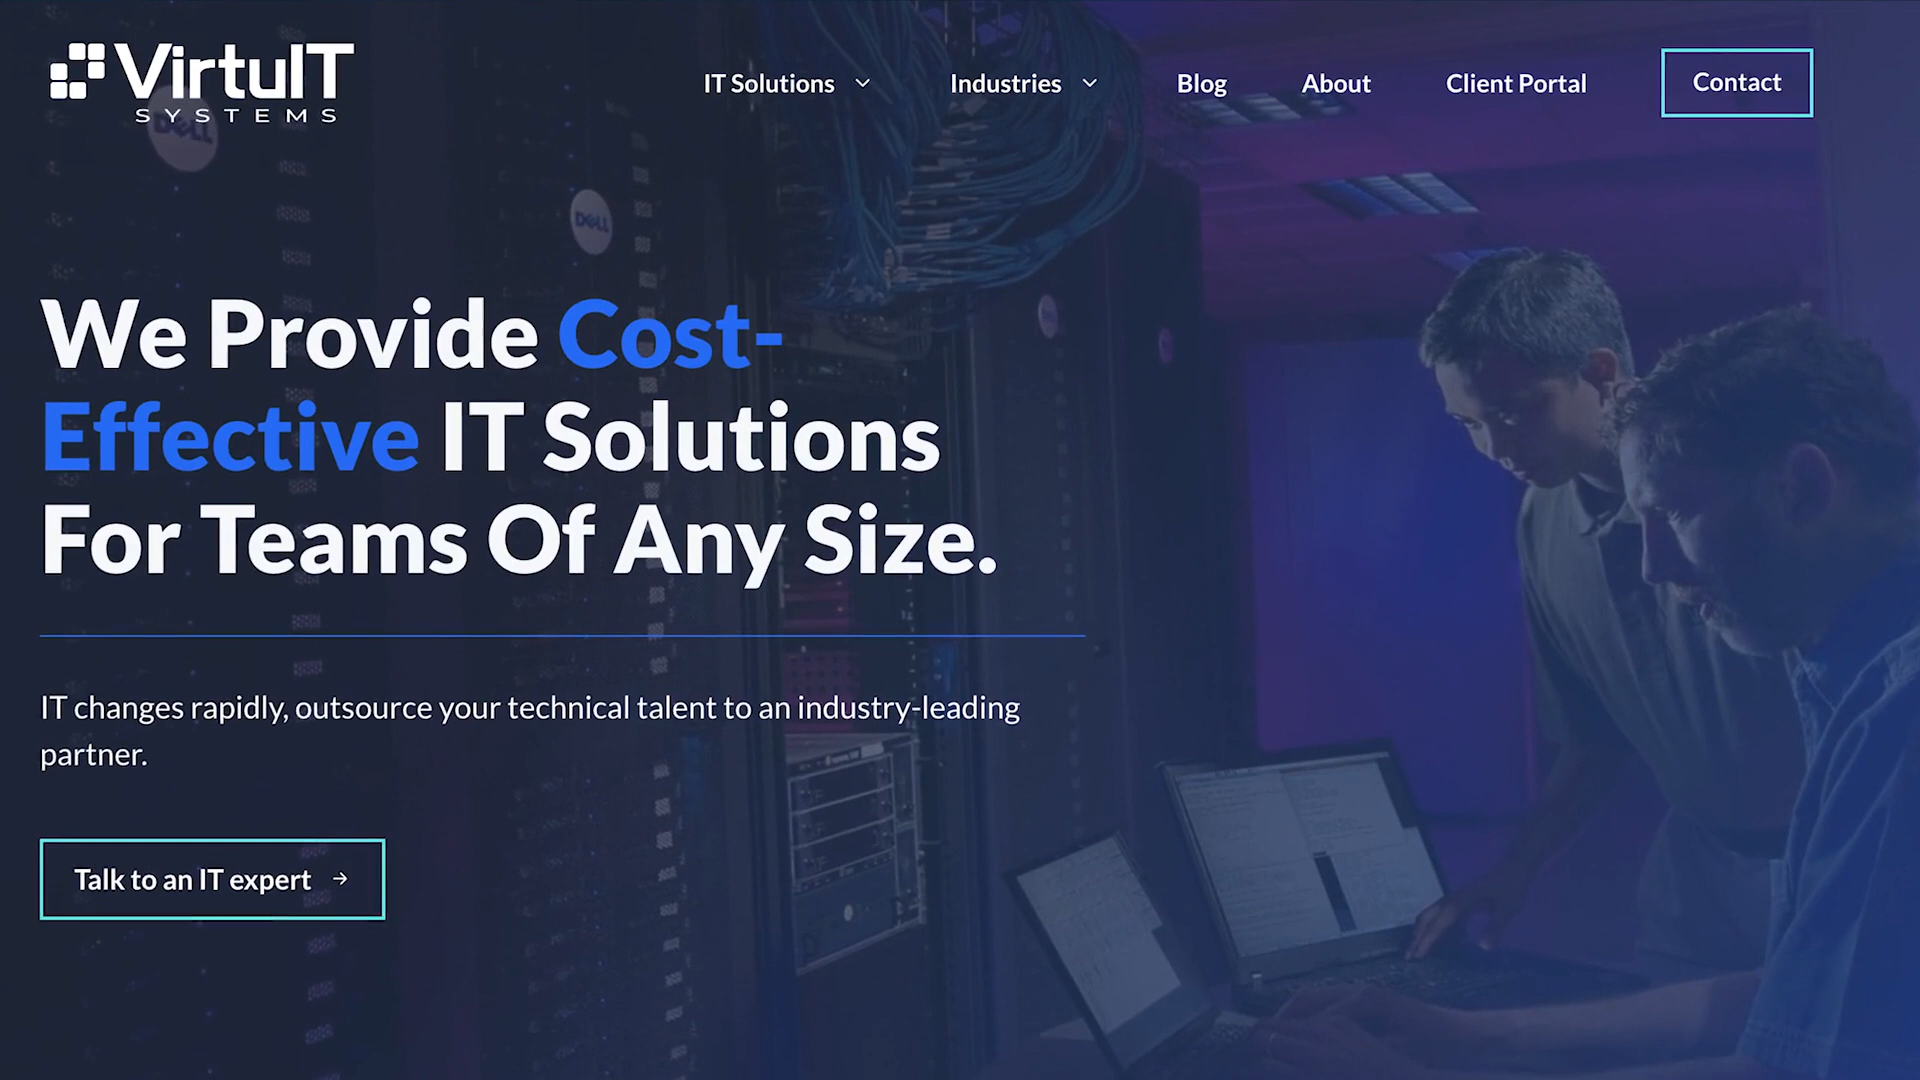 VirtuIT
SYSTEMS
IT Solutions
Industries
Blog
About
Client Portal
Contact
DELL
DELL
We Provide Cost-
Effective IT Solutions
For Teams Of Any Size.
IT changes rapidly, outsource your technical talent to an industry-leading
partner.
Talk to an IT expert →